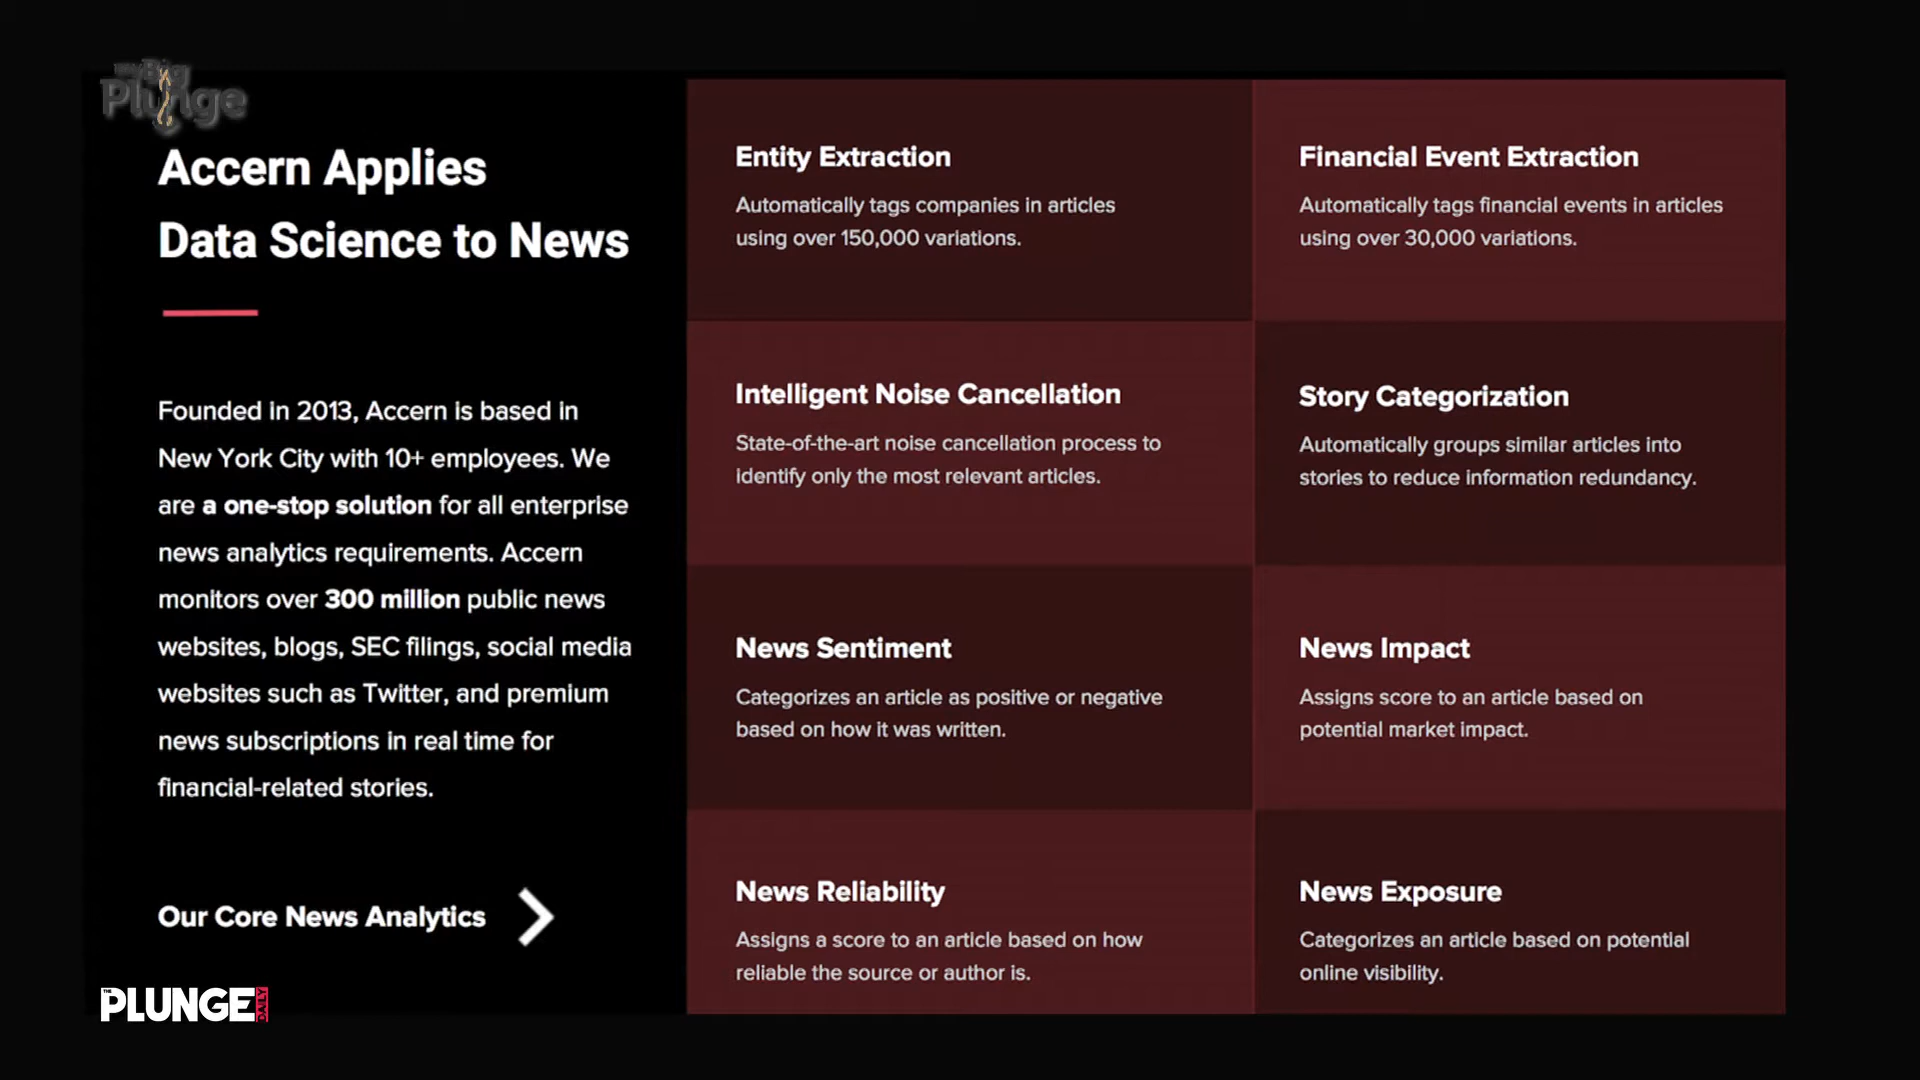 My Big
Plunge
Accern Applies
Data Science to News
Founded in 2013, Accern is based in
New York City with 10+ employees. We
are a one-stop solution for all enterprise
news analytics requirements. Accern
monitors over 300 million public news
websites, blogs, SEC filings, social media
websites such as Twitter, and premium
news subscriptions in real time for
financial-related stories.
Our Core News Analytics
Entity Extraction
Automatically tags companies in articles
using over 150,000 variations.
Financial Event Extraction
Automatically tags financial events in articles
using over 30,000 variations.
Intelligent Noise Cancellation
State-of-the-art noise cancellation process to
identify only the most relevant articles.
Story Categorization
Automatically groups similar articles into
stories to reduce information redundancy.
News Sentiment
Categorizes an article as positive or negative
based on how it was written.
News Impact
Assigns score to an article based on
potential market impact.
News Reliability
Assigns a score to an article based on how
reliable the source or author is.
News Exposure
Categorizes an article based on potential
online visibility.
THE PLUNGE DAILY